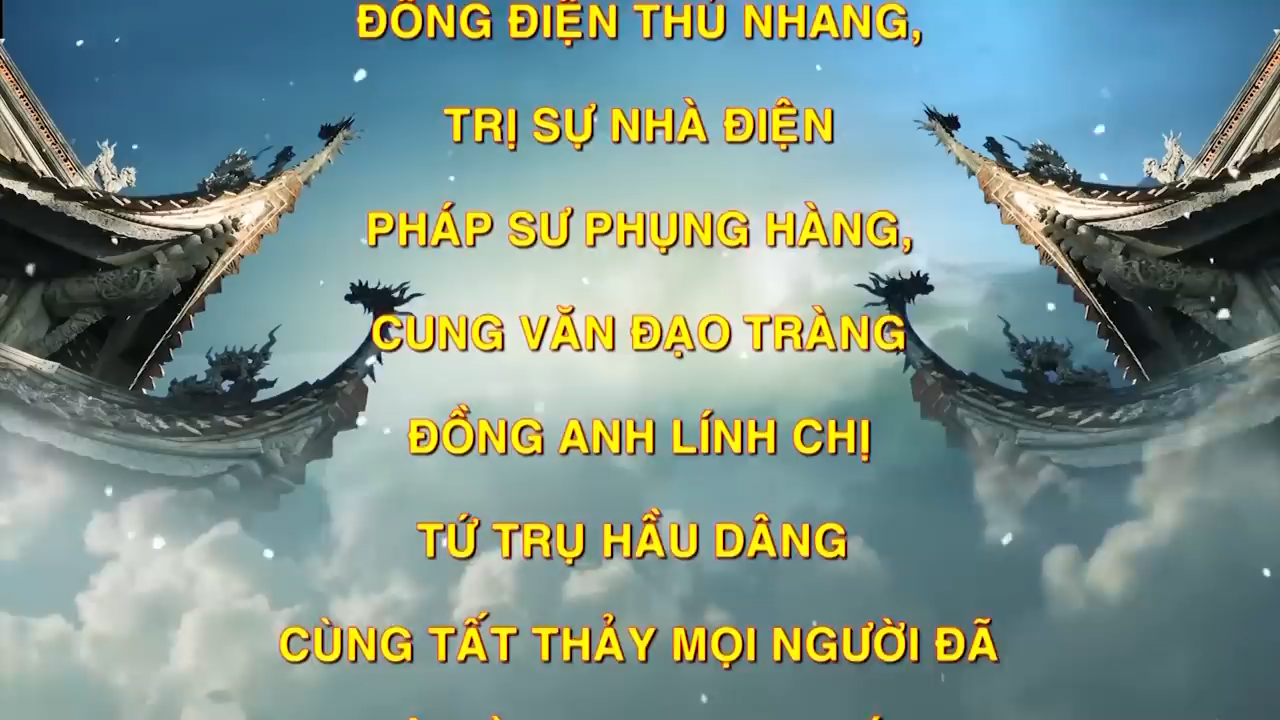 ĐỒNG ĐIỆN THỦ NHANG,
TRỊ SỰ NHÀ ĐIỆN
PHÁP SƯ PHỤNG HÀNG,
CUNG VĂN ĐẠO TRÀNG
ĐỒNG ANH LÍNH CHỊ
TỨ TRỤ HẦU DÂNG
CÙNG TẤT THẢY MỌI NGƯỜI ĐÃ